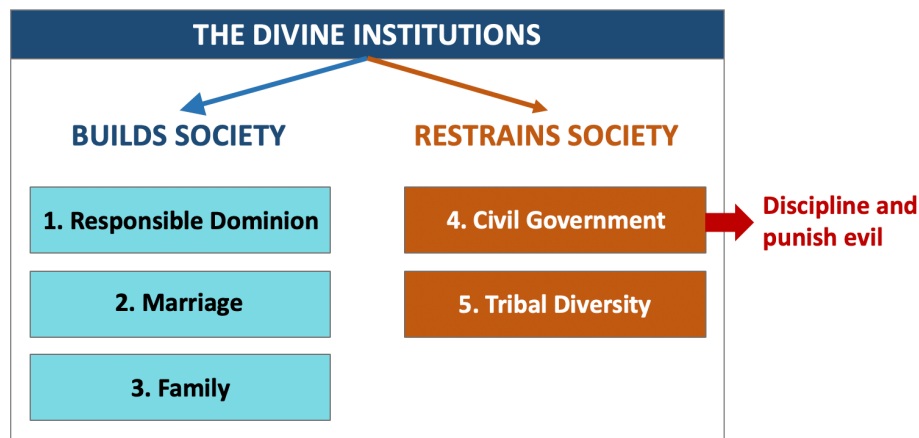 THE DIVINE INSTITUTIONS
BUILDS SOCIETY
1. Responsible Dominion
2. Marriage
3. Family
RESTRAINS SOCIETY
4. Civil Government
5. Tribal Diversity
Discipline and
punish evil